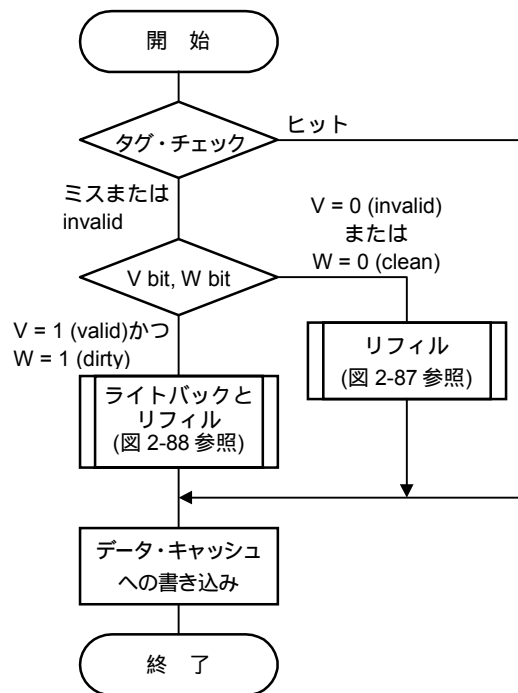 開 始
タグ・チェック
ヒット
ミスまたは
invalid
V = 0 (invalid)
または
W = 0 (clean)
V bit, W bit
V = 1 (valid)かつ
W = 1 (dirty)
リフィル
(図 2-87 参照)
ライトバックと
リフィル
(図 2-88 参照)
データ・キャッシュ
への書き込み
終 了